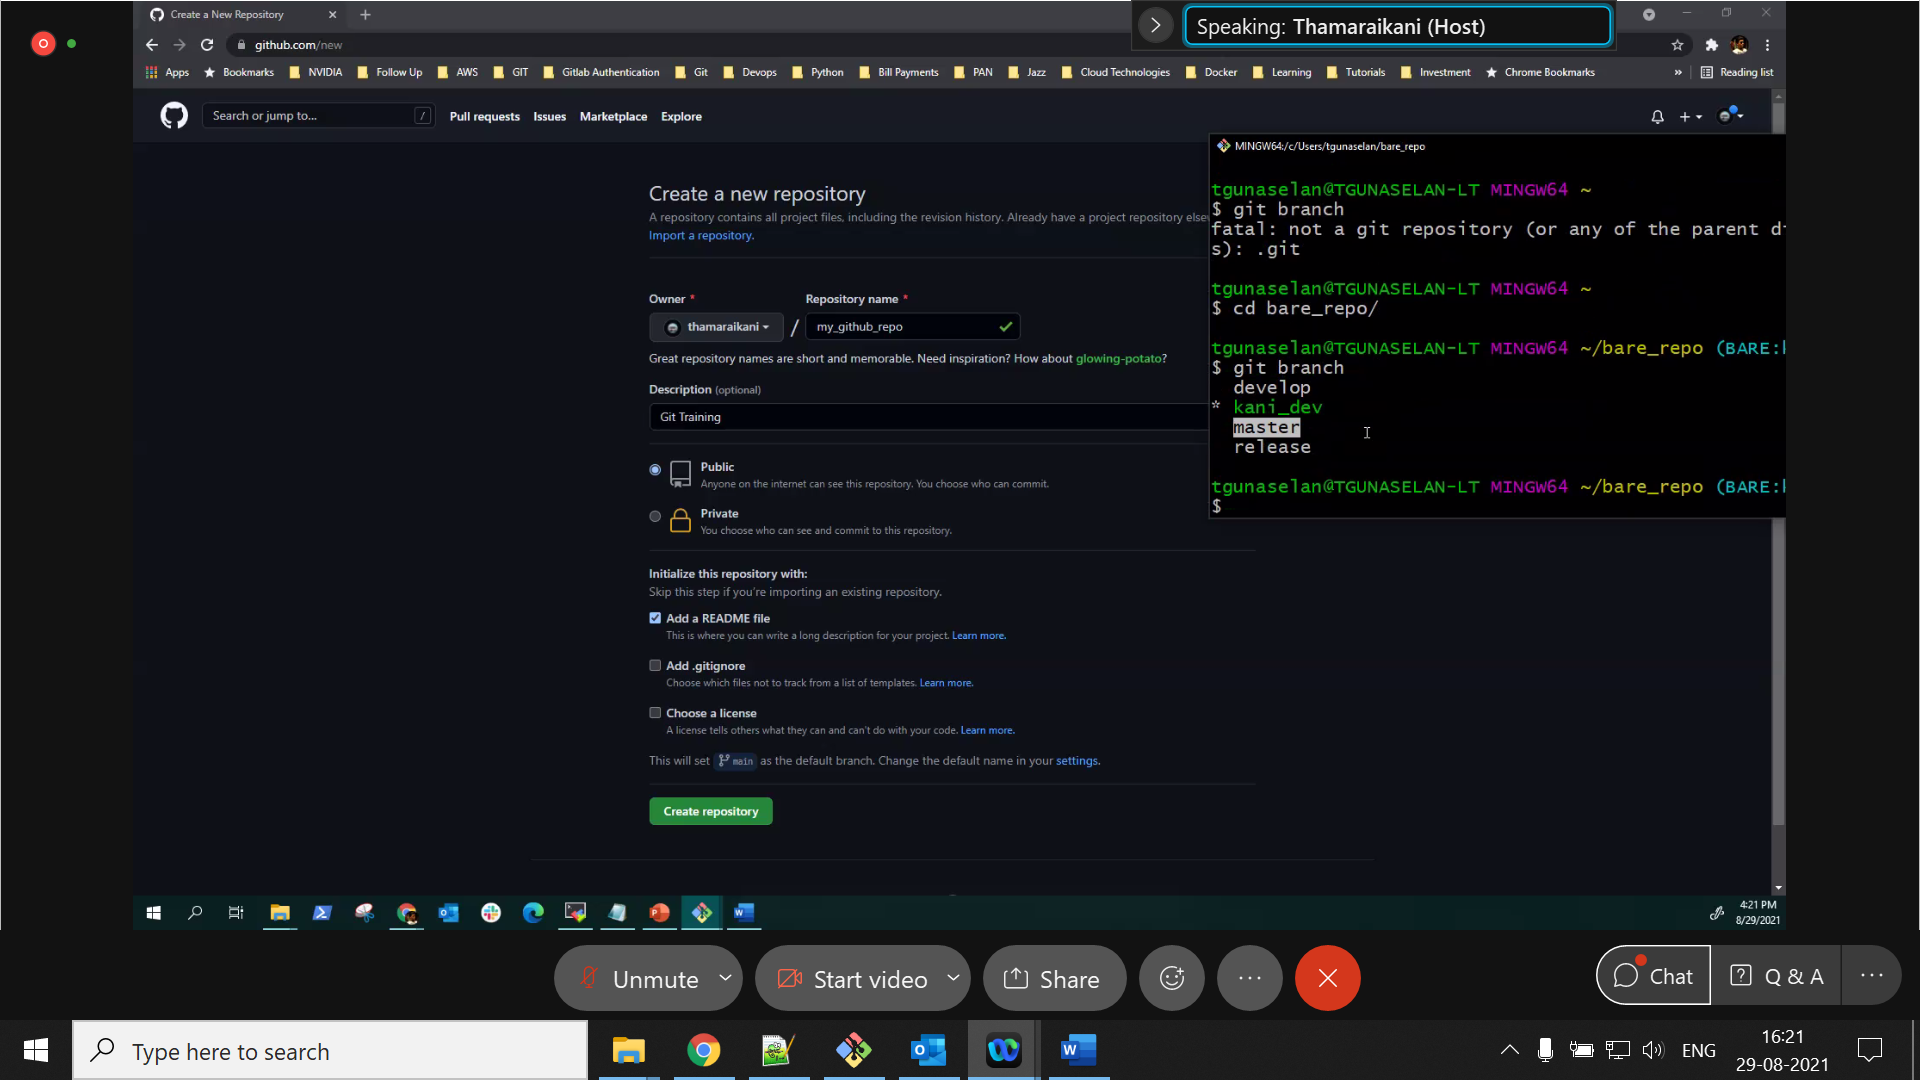 Create a New Repository
Speaking: Thamaraikani (Host)
github.com/new
Apps Bookmarks NVIDIA Follow Up AWS GIT Gitlab Authentication Git Devops Python Bill Payments PAN Jazz Cloud Technologies Docker Learning Tutorials Investment Chrome Bookmarks » Reading list
Search or jump to... / Pull requests Issues Marketplace Explore
Create a new repository
A repository contains all project files, including the revision history. Already have a project repository else
Import a repository.
Owner * Repository name *
thamaraikani / my_github_repo
Great repository names are short and memorable. Need inspiration? How about glowing-potato?
Description (optional)
Git Training
Public
Anyone on the internet can see this repository. You choose who can commit.
Private
You choose who can see and commit to this repository.
Initialize this repository with:
Skip this step if you're importing an existing repository.
Add a README file
This is where you can write a long description for your project. Learn more.
Add .gitignore
Choose which files not to track from a list of templates. Learn more.
Choose a license
A license tells others what they can and can't do with your code. Learn more.
This will set main as the default branch. Change the default name in your settings.
Create repository
MINGW64:/c/Users/tgunaselan/bare_repo
tgunaselan@TGUNASELAN-LT MINGW64 ~
$ git branch
fatal: not a git repository (or any of the parent di
s): .git
tgunaselan@TGUNASELAN-LT MINGW64 ~
$ cd bare_repo/
tgunaselan@TGUNASELAN-LT MINGW64 ~/bare_repo (BARE:
$ git branch
develop
* kani_dev
master
release
tgunaselan@TGUNASELAN-LT MINGW64 ~/bare_repo (BARE:
$
4:21 PM
8/29/2021
Unmute Start video Share Chat Q & A
Type here to search
ENG
16:21
29-08-2021